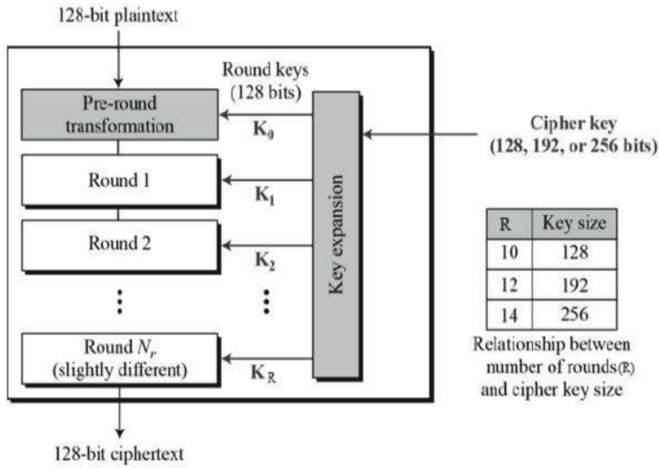 128-bit plaintext
Round keys
(128 bits)
Pre-round
transformation
K0
Cipher key
(128, 192, or 256 bits)
Round 1
K1
Key expansion
Round 2
K2
R Key size
10 128
12 192
14 256
Relationship between
number of rounds(R)
and cipher key size
Round Nr
(slightly different)
KR
128-bit ciphertext